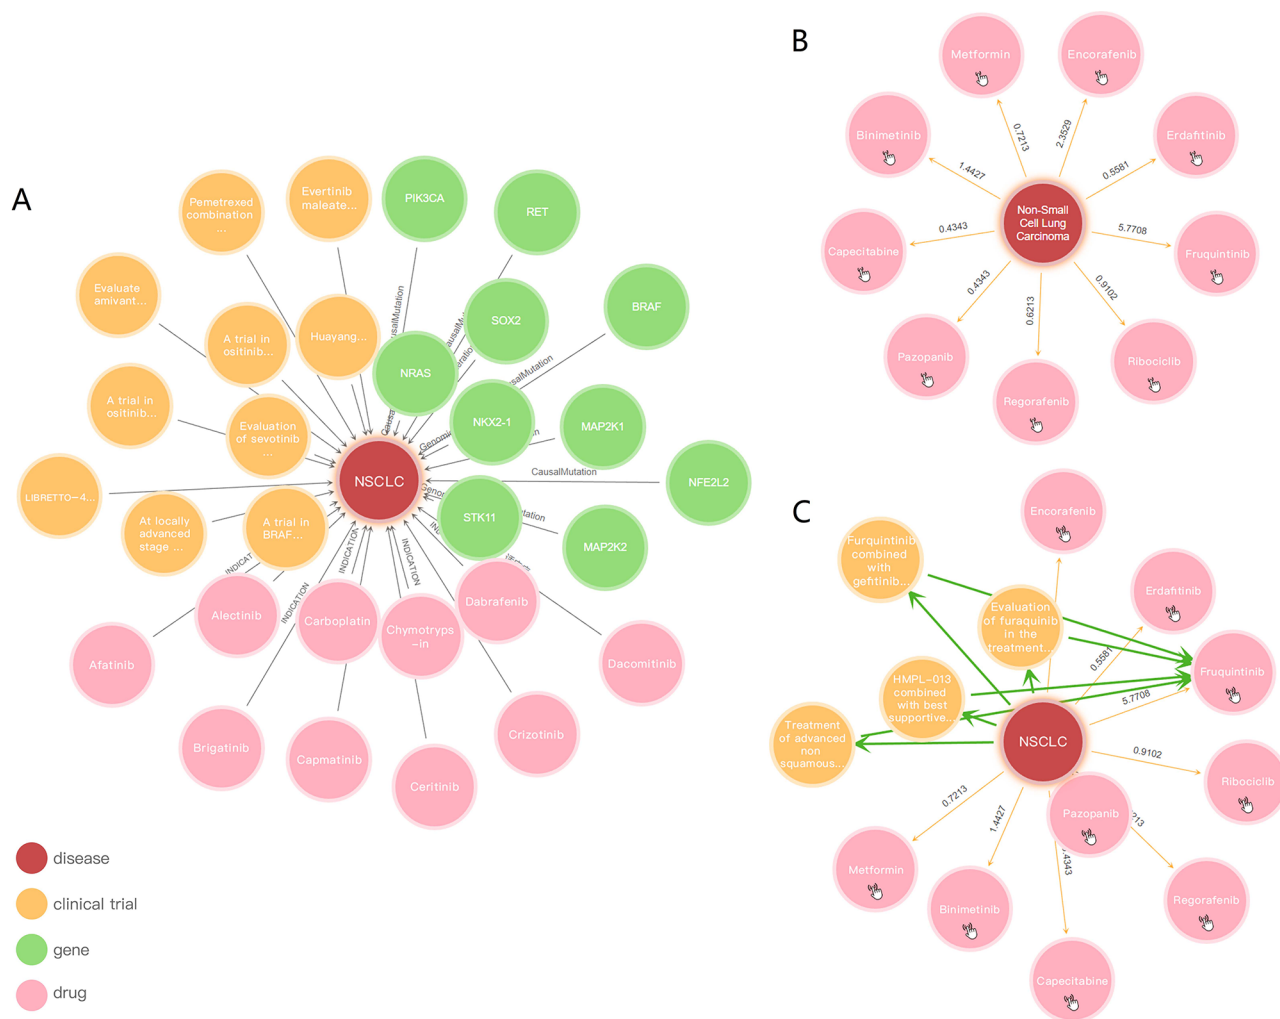 A
Pemetrexed
combination
...
Evertinib
maleate...
PIK3CA
RET
Evaluate
amivant...
A trial in
ositinib...
Huayang...
SOX2
BRAF
NRAS
A trial in
ositinib...
Evaluation
of sevotinib
...
NKX2-1
MAP2K1
CausalMutation
LIBRETTO-4...
NSCLC
NFE2L2
At locally
advanced
stage ...
A trial in
BRAF...
STK11
MAP2K2
INDICATION
INDICATION
INDICATION
Afatinib
Alectinib
Carboplatin
Chymotryps
-in
Dabrafenib
Dacomitinib
Brigatinib
Capmatinib
Ceritinib
Crizotinib
disease
clinical trial
gene
drug
B
Metformin
Encorafenib
Binimetinib
Erdafitinib
0.7213
2.3529
1.4427
0.5581
Non-Small
Cell Lung
Carcinoma
Capecitabine
0.4343
5.7708
Fruquintinib
0.4343
0.6213
0.9102
Pazopanib
Regorafenib
Ribociclib
C
Encorafenib
Furquintinib
combined
with
gefitinib...
Evaluation
of furaquinib
in the
treatment...
Erdafitinib
0.5581
Fruquintinib
HMPL-013
combined
with best
supportive...
5.7708
Treatment
of advanced
non
squamous...
NSCLC
0.9102
Ribociclib
0.7213
1.4427
Pazopanib
Metformin
Binimetinib
Regorafenib
Capecitabine